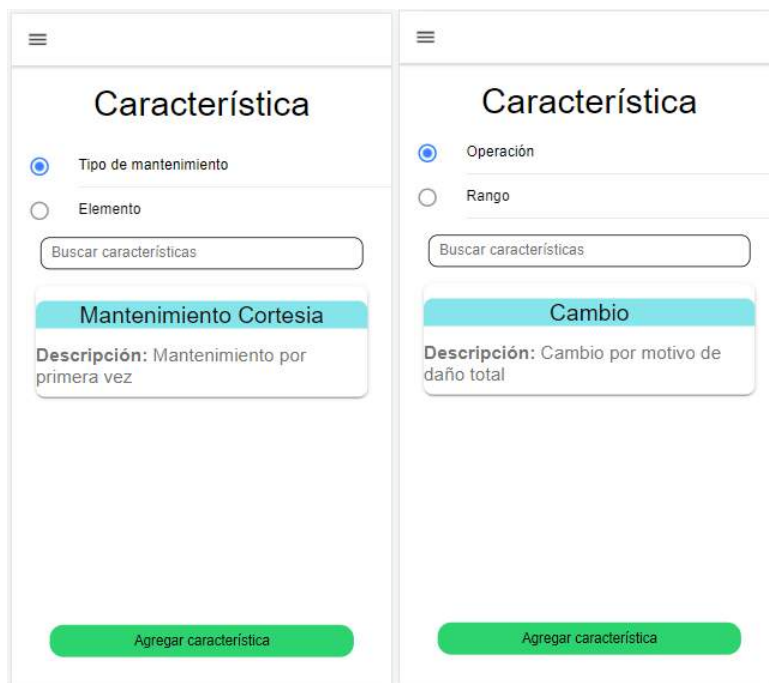 Característica
Tipo de mantenimiento
Elemento
Buscar características
Mantenimiento Cortesia
Descripción: Mantenimiento por
primera vez
Agregar característica
Característica
Operación
Rango
Buscar características
Cambio
Descripción: Cambio por motivo de
daño total
Agregar característica